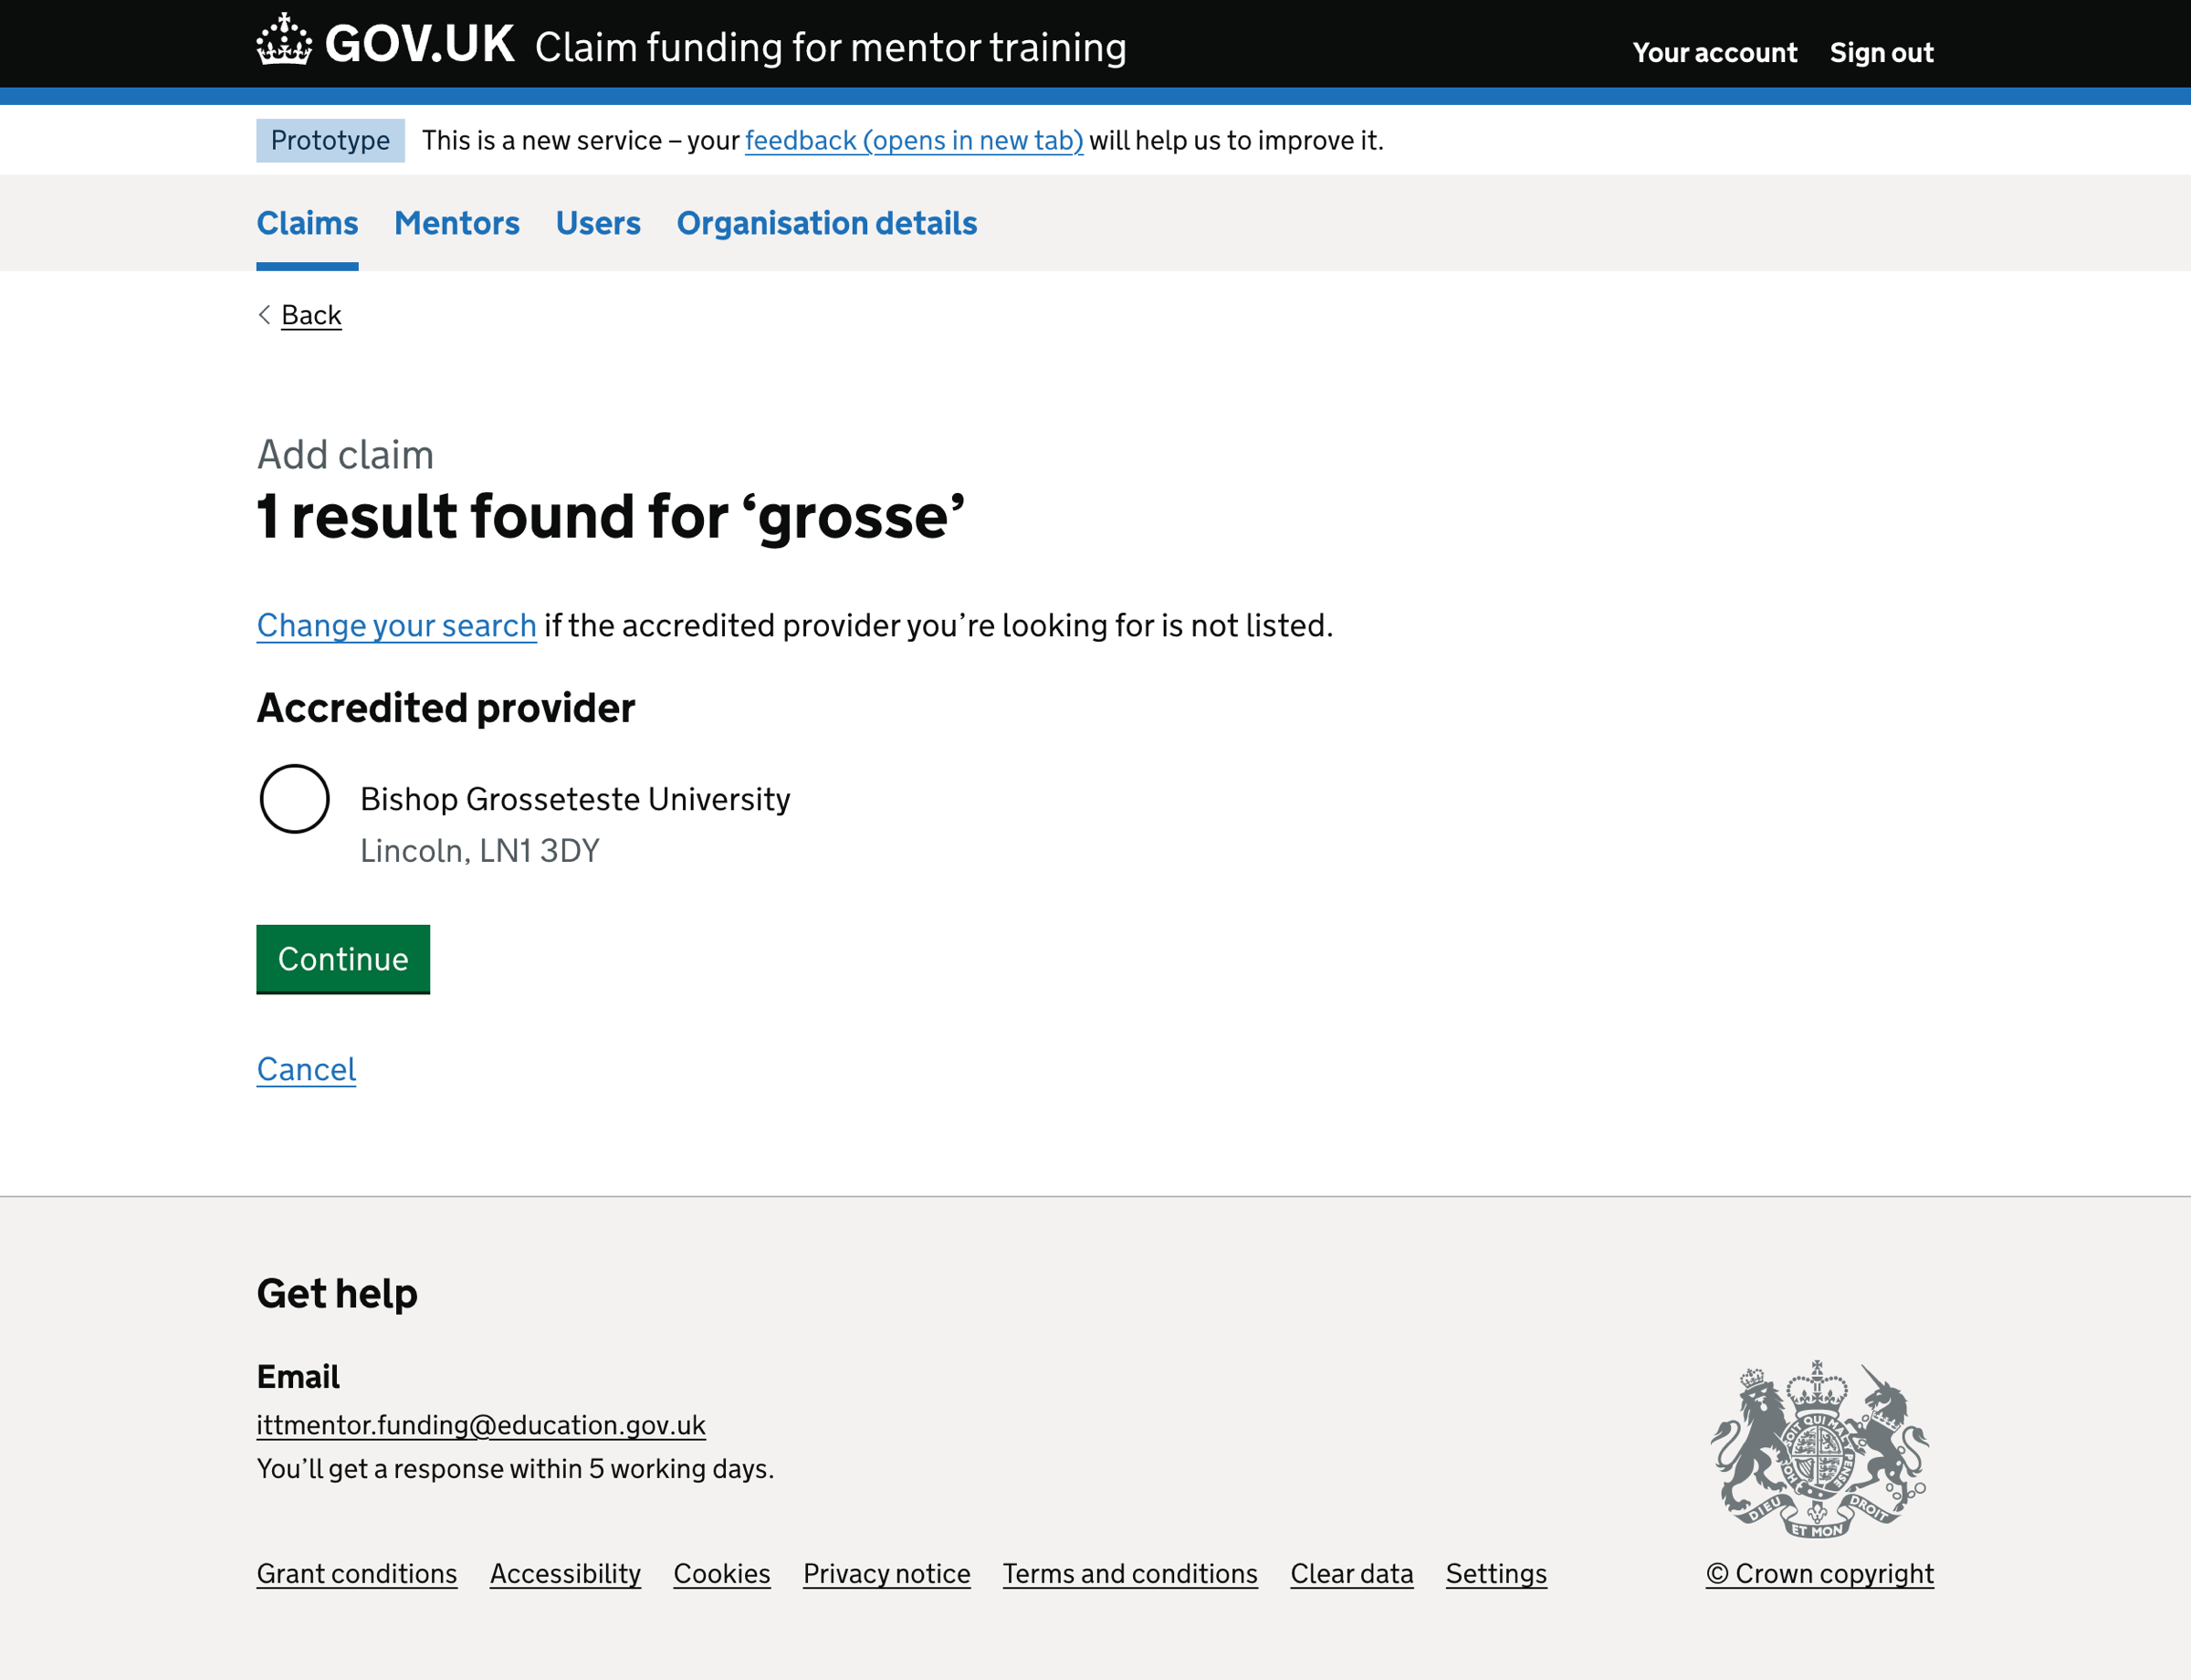 GOV.UK Claim funding for mentor training
Your account Sign out
Prototype This is a new service – your feedback (opens in new tab) will help us to improve it.
Claims Mentors Users Organisation details
Back
Add claim
1 result found for ‘grosse’
Change your search if the accredited provider you’re looking for is not listed.
Accredited provider
Bishop Grosseteste University
Lincoln, LN1 3DY
Continue
Cancel
Get help
Email
ittmentor.funding@education.gov.uk
You’ll get a response within 5 working days.
SOIT QUI MAL
PENSE
DIEU ET MON DROIT
Grant conditions Accessibility Cookies Privacy notice Terms and conditions Clear data Settings
© Crown copyright